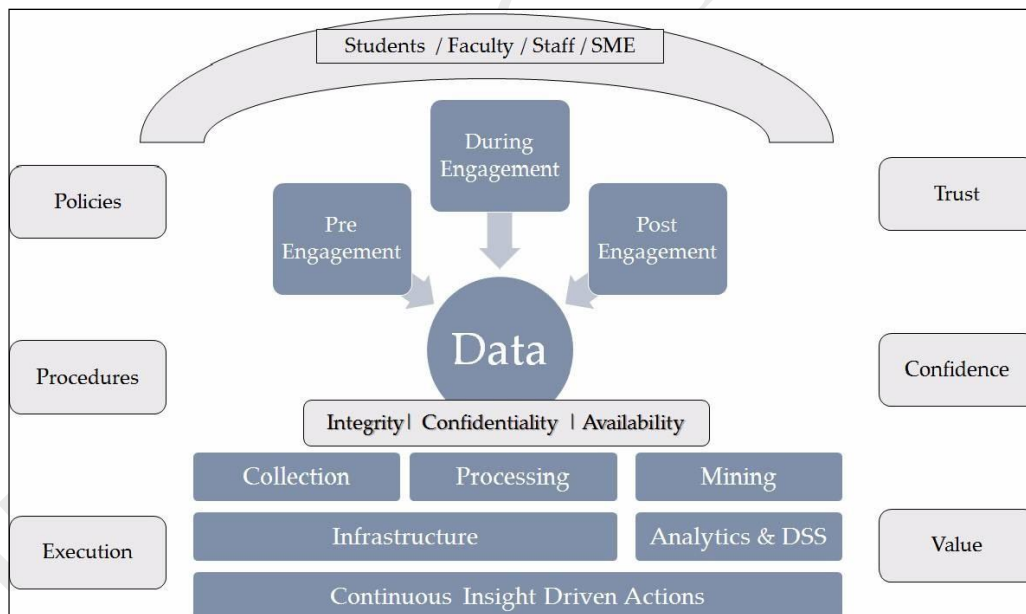 Students / Faculty / Staff / SME
During
Engagement
Policies
Trust
Pre
Engagement
Post
Engagement
Data
Procedures
Confidence
Integrity| Confidentiality | Availability
Collection
Processing
Mining
Execution
Infrastructure
Analytics & DSS
Value
Continuous Insight Driven Actions